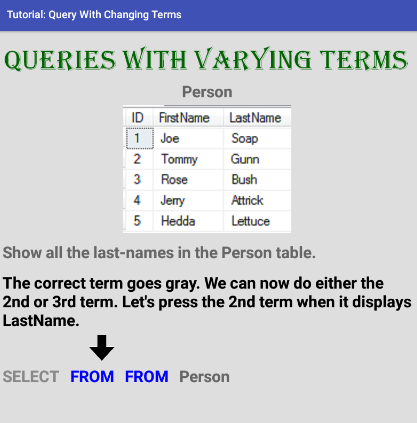 Tutorial: Query With Changing Terms
QUERIES WITH VARYING TERMS
Person
ID FirstName LastName
1 Joe Soap
2 Tommy Gunn
3 Rose Bush
4 Jerry Attrick
5 Hedda Lettuce
Show all the last-names in the Person table.
The correct term goes gray. We can now do either the
2nd or 3rd term. Let's press the 2nd term when it displays
LastName.
SELECT FROM FROM Person